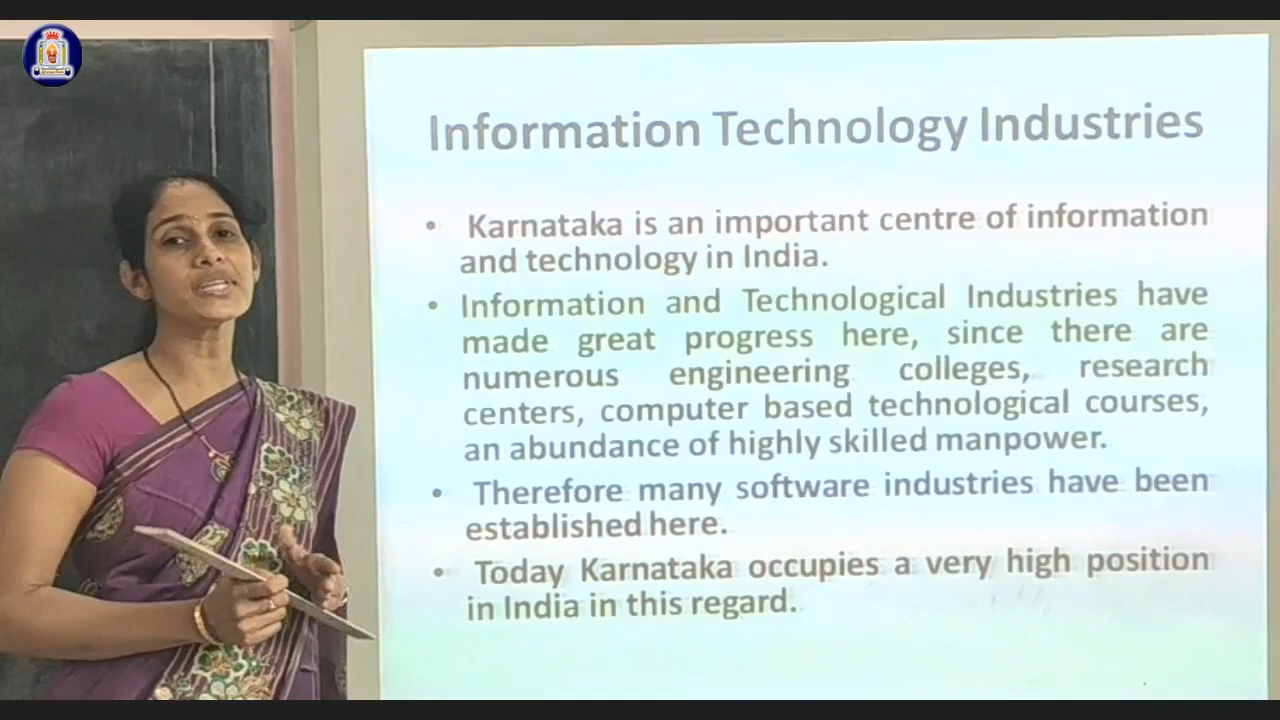 Information Technology Industries
• Karnataka is an important centre of information
and technology in India.
• Information and Technological Industries have
made great progress here, since there are
numerous engineering colleges, research
centers, computer based technological courses,
an abundance of highly skilled manpower.
• Therefore many software industries have been
established here.
• Today Karnataka occupies a very high position
in India in this regard.